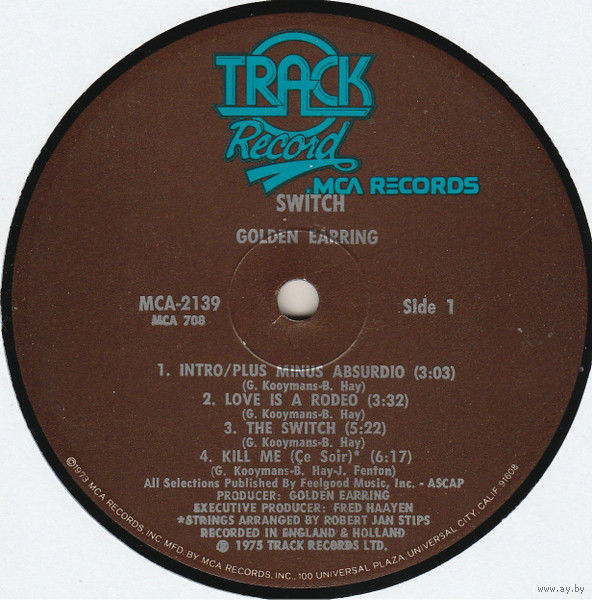 TRACK
Record
.MCA RECORDS
SWITCH
GOLDEN EARRING
MCA-2139 Side 1
MCA 708
1. INTRO/PLUS MINUS ABSURDIO (3:03)
(G. Kooymans-B. Hay)
2. LOVE IS A RODEO (3:32)
(G. Kooymans-B. Hay)
3. THE SWITCH (5:22)
(G. Kooymans-B. Hay)
4. KILL ME (Çe Soir)* (6:17)
(G. Kooymans-B. Hay-J. Fenton)
All Selections Published By Feelgood Music, Inc. - ASCAP
PRODUCER: GOLDEN EARRING
EXECUTIVE PRODUCER: FRED HAAYEN
*STRINGS ARRANGED BY ROBERT JAN STIPS
RECORDED IN ENGLAND & HOLLAND
℗ 1975 TRACK RECORDS LTD.
©1973 MCA RECORDS, INC. MFD. BY MCA RECORDS, INC., 100 UNIVERSAL PLAZA, UNIVERSAL CITY, CALIF. 91608
www.ay.by